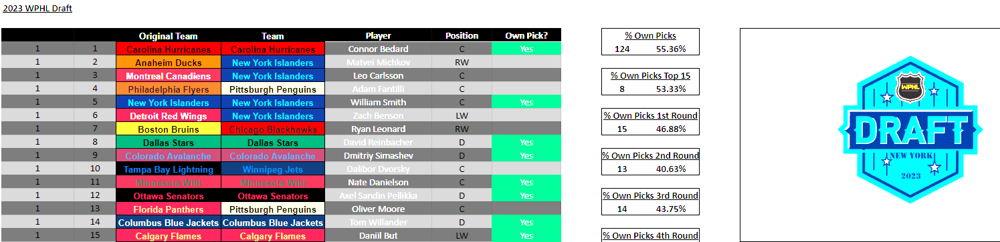 2023 WPHL Draft
Original Team Team Player Position Own Pick?
1 1 Carolina Hurricanes Carolina Hurricanes Connor Bedard C Yes
1 2 Anaheim Ducks New York Islanders Matvei Michkov RW
1 3 Montreal Canadiens New York Islanders Leo Carlsson C
1 4 Philadelphia Flyers Pittsburgh Penguins Adam Fantilli C
1 5 New York Islanders New York Islanders William Smith C Yes
1 6 Detroit Red Wings New York Islanders Zach Benson LW
1 7 Boston Bruins Chicago Blackhawks Ryan Leonard RW
1 8 Dallas Stars Dallas Stars David Reinbacher D Yes
1 9 Colorado Avalanche Colorado Avalanche Dmitriy Simashev D Yes
1 10 Tampa Bay Lightning Winnipeg Jets Dalibor Dvorsky C
1 11 Minnesota Wild Minnesota Wild Nate Danielson C Yes
1 12 Ottawa Senators Ottawa Senators Axel Sandin Pellikka D Yes
1 13 Florida Panthers Pittsburgh Penguins Oliver Moore C
1 14 Columbus Blue Jackets Columbus Blue Jackets Tom Willander D Yes
1 15 Calgary Flames Calgary Flames Daniil But LW Yes
% Own Picks
124 55.36%
% Own Picks Top 15
8 53.33%
% Own Picks 1st Round
15 46.88%
% Own Picks 2nd Round
13 40.63%
% Own Picks 3rd Round
14 43.75%
% Own Picks 4th Round
WPHL
DRAFT
NEW YORK
2023